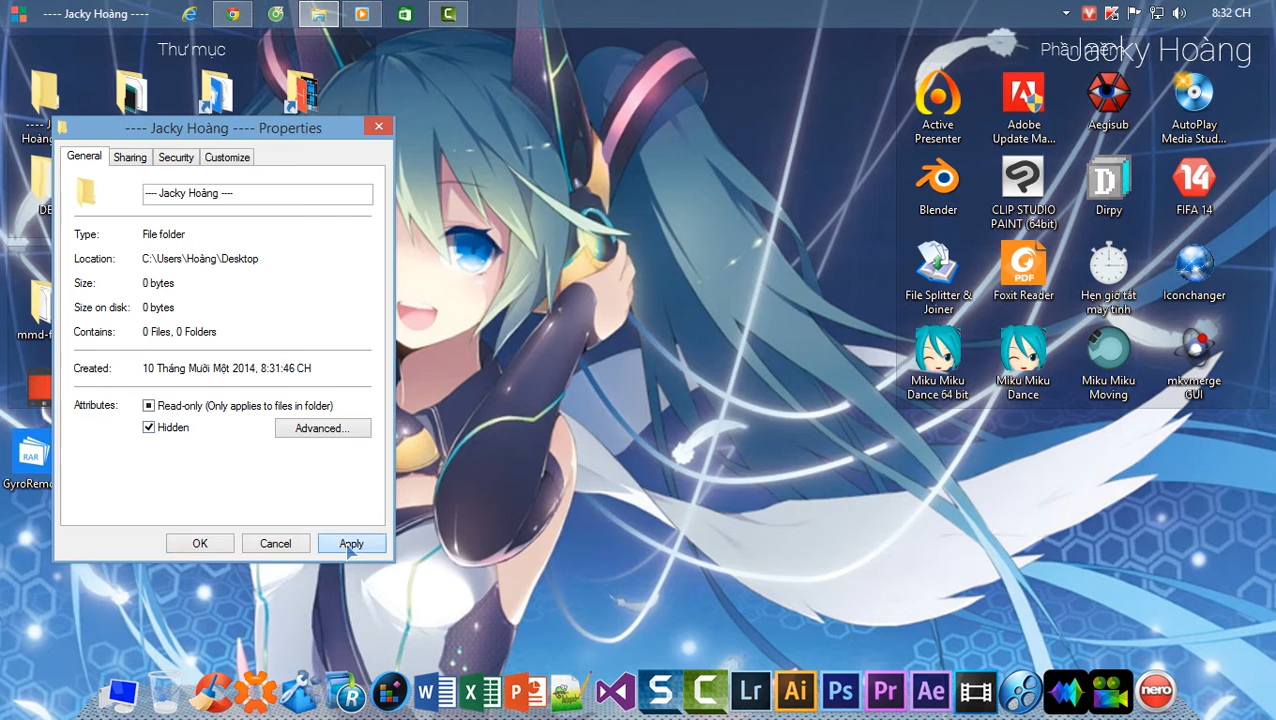 ---- Jacky Hoàng ----
8:32 CH
Thư mục
Jacky Hoàng
---- Jacky Hoàng ---- Properties
General
Sharing
Security
Customize
---- Jacky Hoàng ----
Type:
File folder
Location:
C:\Users\Hoàng\Desktop
Size:
0 bytes
Size on disk:
0 bytes
Contains:
0 Files, 0 Folders
Created:
10 Tháng Mười Một 2014, 8:31:46 CH
Attributes:
Read-only (Only applies to files in folder)
Hidden
Advanced...
OK
Cancel
Apply
RAR
Active
Presenter
Adobe
Update Ma...
Aegisub
AutoPlay
Media Stud...
Blender
CLIP STUDIO
PAINT (64bit)
D
Dirpy
14
FIFA 14
File Splitter &
Joiner
PDF
Foxit Reader
Hẹn giờ tắt
máy tính
Iconchanger
Miku Miku
Dance 64 bit
Miku Miku
Dance
Miku Miku
Moving
mkvmerge
GUI
Lr
Ai
Ps
Pr
Ae
nero